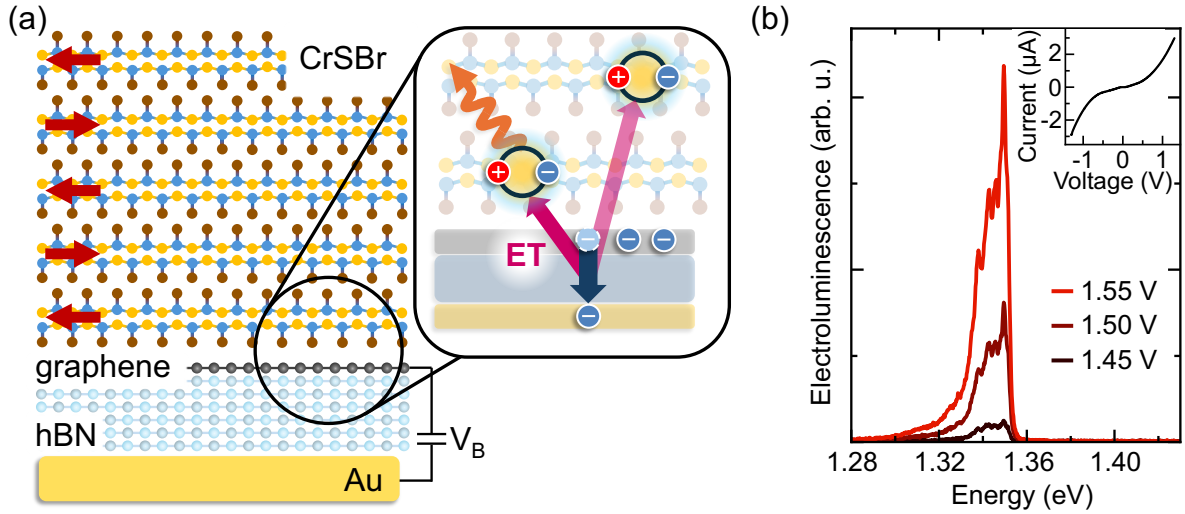 (a)
CrSBr
+ −
+ −
− − −
ET
−
graphene
hBN
V_B
Au
(b)
Electroluminescence (arb. u.)
Current (µA)
2
0
-2
-1 0 1
Voltage (V)
1.55 V
1.50 V
1.45 V
1.28 1.32 1.36 1.40
Energy (eV)